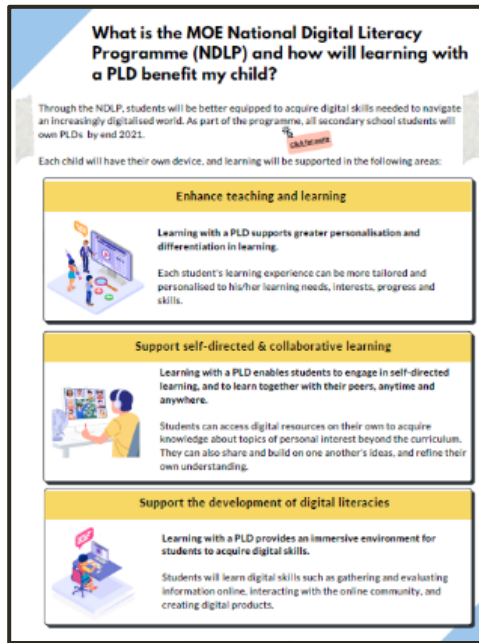 What is the MOE National Digital Literacy
Programme (NDLP) and how will learning with
a PLD benefit my child?
Through the NDLP, students will be better equipped to acquire digital skills needed to navigate
an increasingly digitalised world. As part of the programme, all secondary school students will
own PLDs by end 2021.
Click for more
Each child will have their own device, and learning will be supported in the following areas:
Enhance teaching and learning
Learning with a PLD supports greater personalisation and
differentiation in learning.
Each student's learning experience can be more tailored and
personalised to his/her learning needs, interests, progress and
skills.
Support self-directed & collaborative learning
Learning with a PLD enables students to engage in self-directed
learning, and to learn together with their peers, anytime and
anywhere.
Students can access digital resources on their own to acquire
knowledge about topics of personal interest beyond the curriculum.
They can also share and build on one another's ideas, and refine their
own understanding.
Support the development of digital literacies
Learning with a PLD provides an immersive environment for
students to acquire digital skills.
Students will learn digital skills such as gathering and evaluating
information online, interacting with the online community, and
creating digital products.